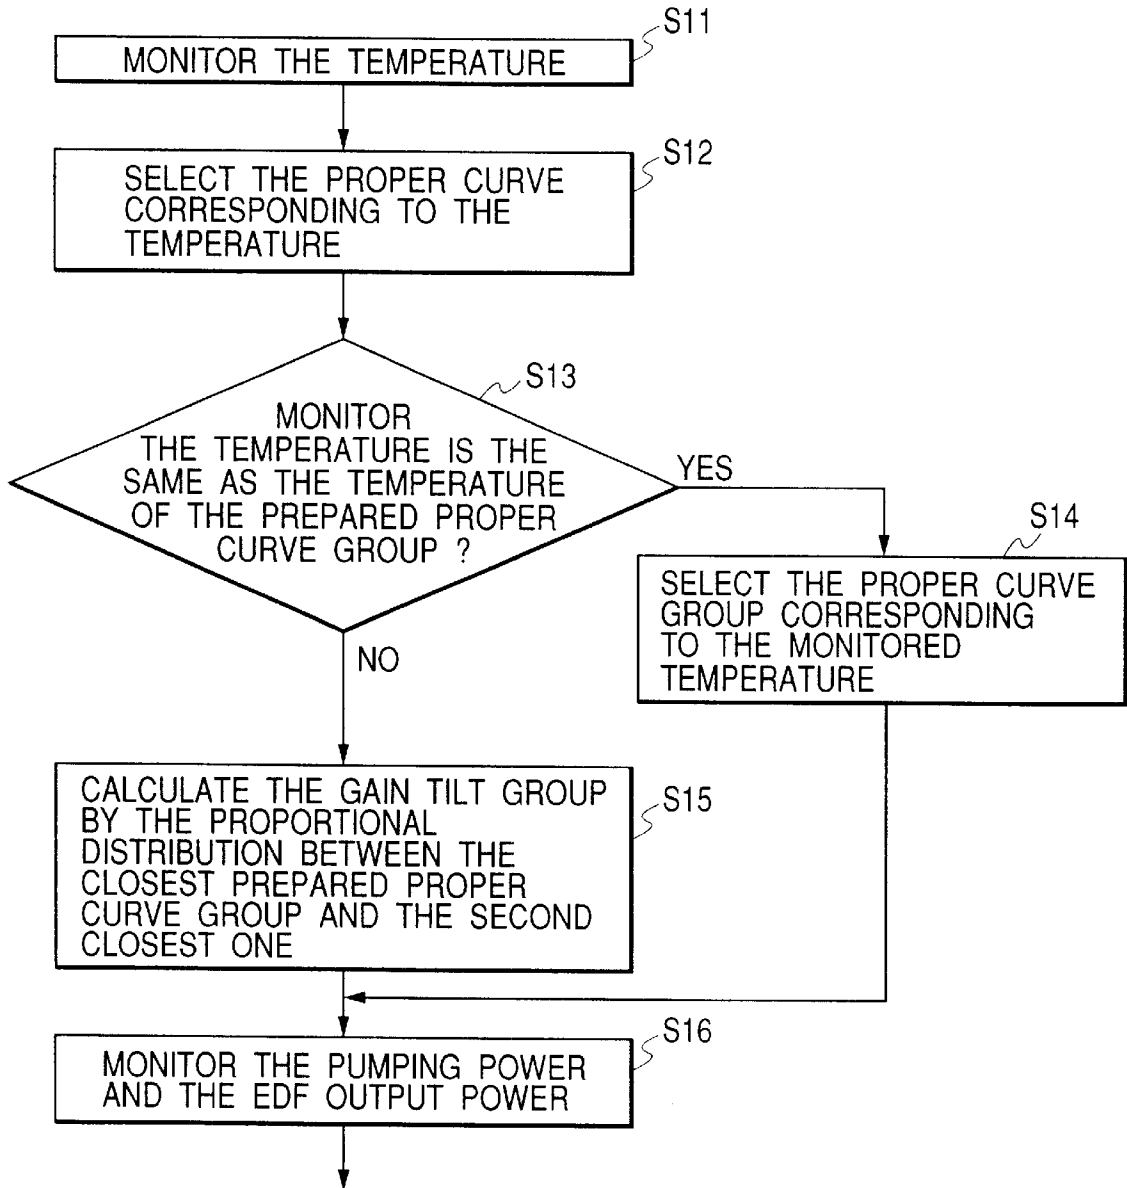 S11
MONITOR THE TEMPERATURE
S12
SELECT THE PROPER CURVE
CORRESPONDING TO THE
TEMPERATURE
S13
MONITOR
THE TEMPERATURE IS THE
SAME AS THE TEMPERATURE
OF THE PREPARED PROPER
CURVE GROUP ?
YES
S14
SELECT THE PROPER CURVE
GROUP CORRESPONDING
TO THE MONITORED
TEMPERATURE
NO
S15
CALCULATE THE GAIN TILT GROUP
BY THE PROPORTIONAL
DISTRIBUTION BETWEEN THE
CLOSEST PREPARED PROPER
CURVE GROUP AND THE SECOND
CLOSEST ONE
S16
MONITOR THE PUMPING POWER
AND THE EDF OUTPUT POWER